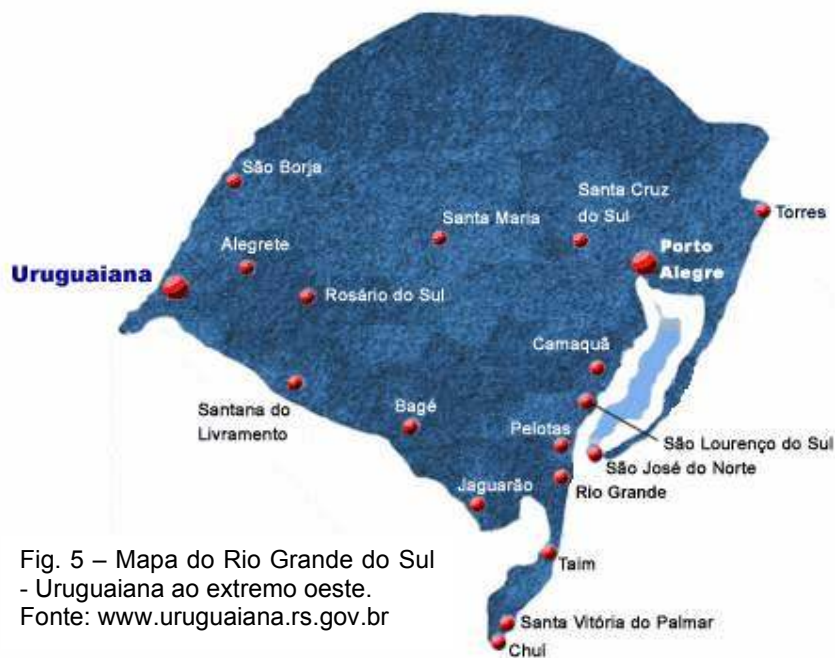 São Borja
Santa Cruz
do Sul
Santa Maria
Torres
Alegrete
Porto
Alegre
Uruguaiana
Rosário do Sul
Camaquã
Santana do
Livramento
Bagé
Pelotas
São Lourenço do Sul
São José do Norte
Jaguarão
Rio Grande
Fig. 5 – Mapa do Rio Grande do Sul
- Uruguaiana ao extremo oeste.
Fonte: www.uruguaiana.rs.gov.br
Taim
Santa Vitória do Palmar
Chuí